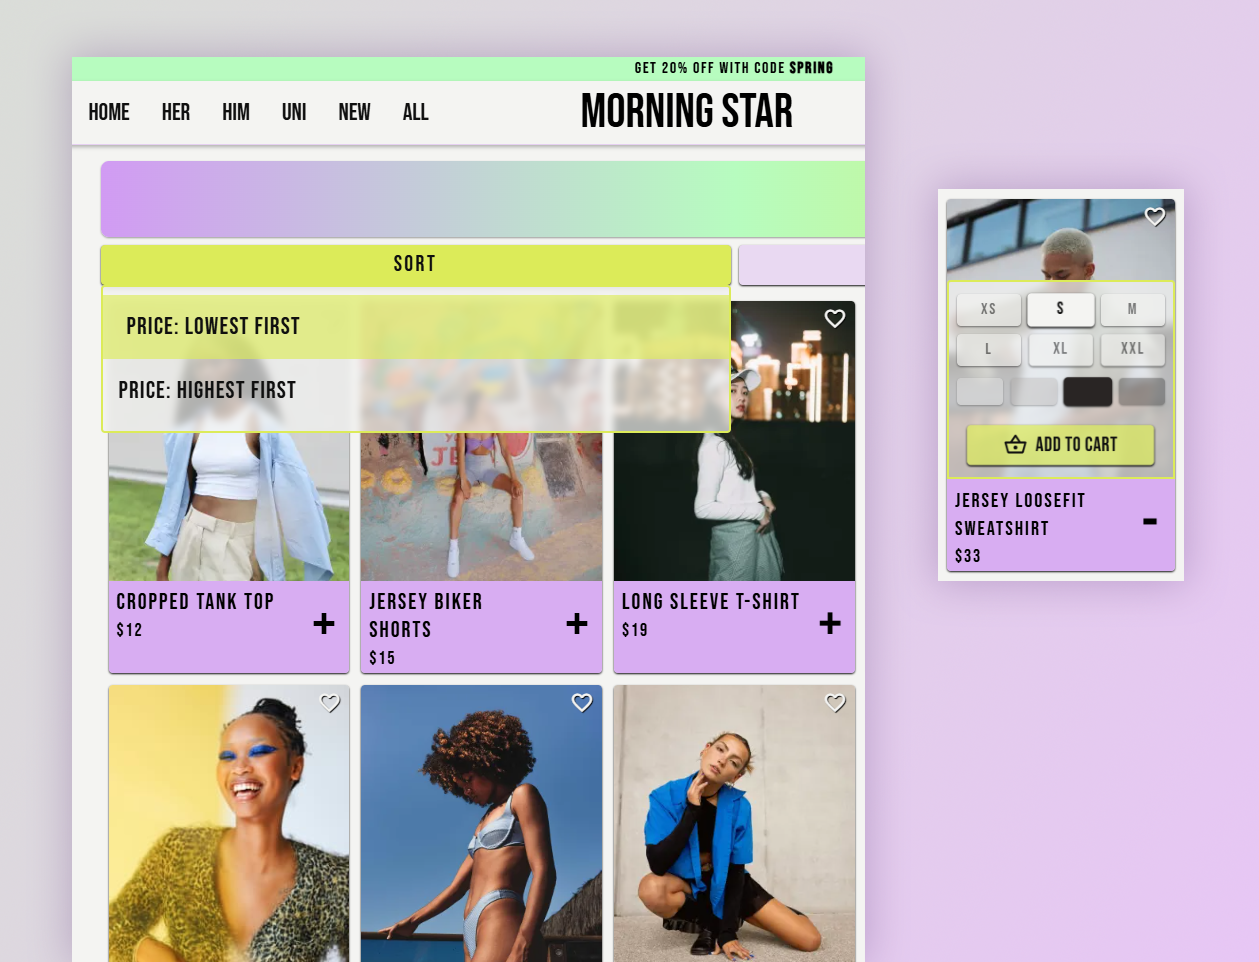 GET 20% OFF WITH CODE SPRING
HOME HER HIM UNI NEW ALL
MORNING STAR
SORT
PRICE: LOWEST FIRST
PRICE: HIGHEST FIRST
CROPPED TANK TOP
$12
JERSEY BIKER
SHORTS
$15
LONG SLEEVE T-SHIRT
$19
XS S M
L XL XXL
ADD TO CART
JERSEY LOOSEFIT
SWEATSHIRT
$33